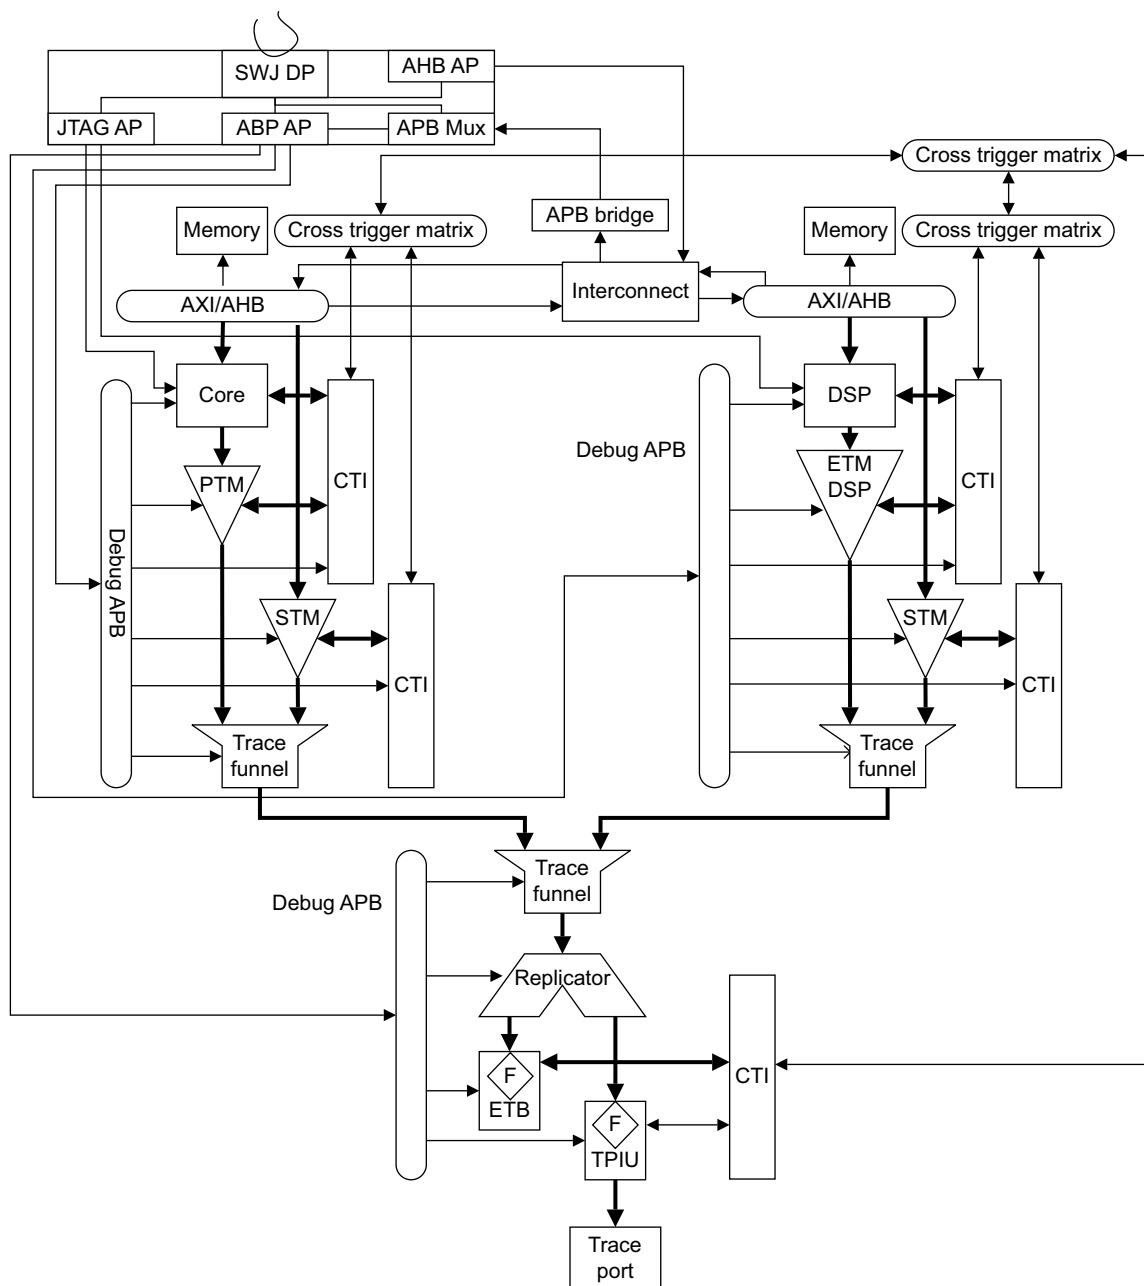 SWJ DP
AHB AP
JTAG AP
ABP AP
APB Mux
Cross trigger matrix
Memory
Cross trigger matrix
APB bridge
Memory
Cross trigger matrix
AXI/AHB
Interconnect
AXI/AHB
Core
DSP
Debug APB
ETM
DSP
PTM
CTI
CTI
Debug APB
STM
STM
CTI
CTI
Trace
funnel
Trace
funnel
Trace
funnel
Debug APB
Replicator
F
ETB
CTI
F
TPIU
Trace
port